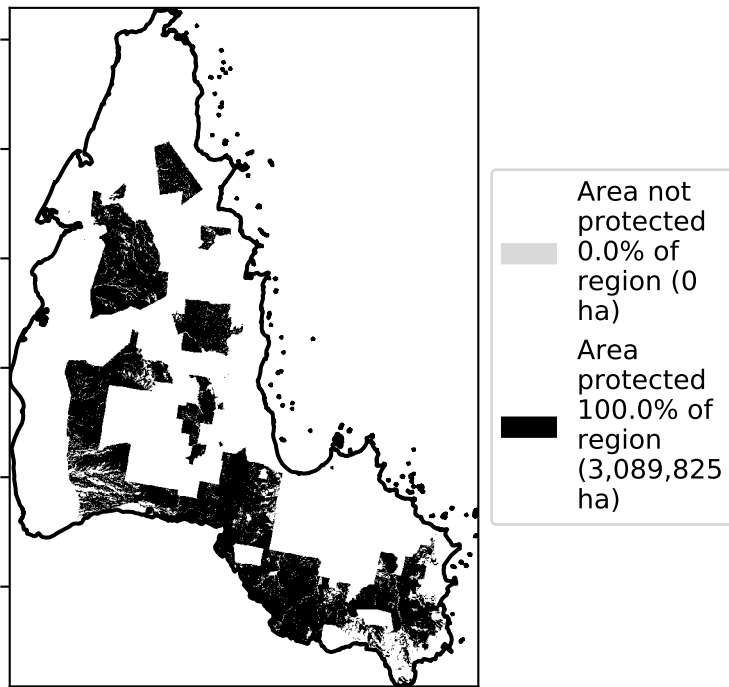 Area not
protected
0.0% of
region (0
ha)
Area
protected
100.0% of
region
(3,089,825
ha)